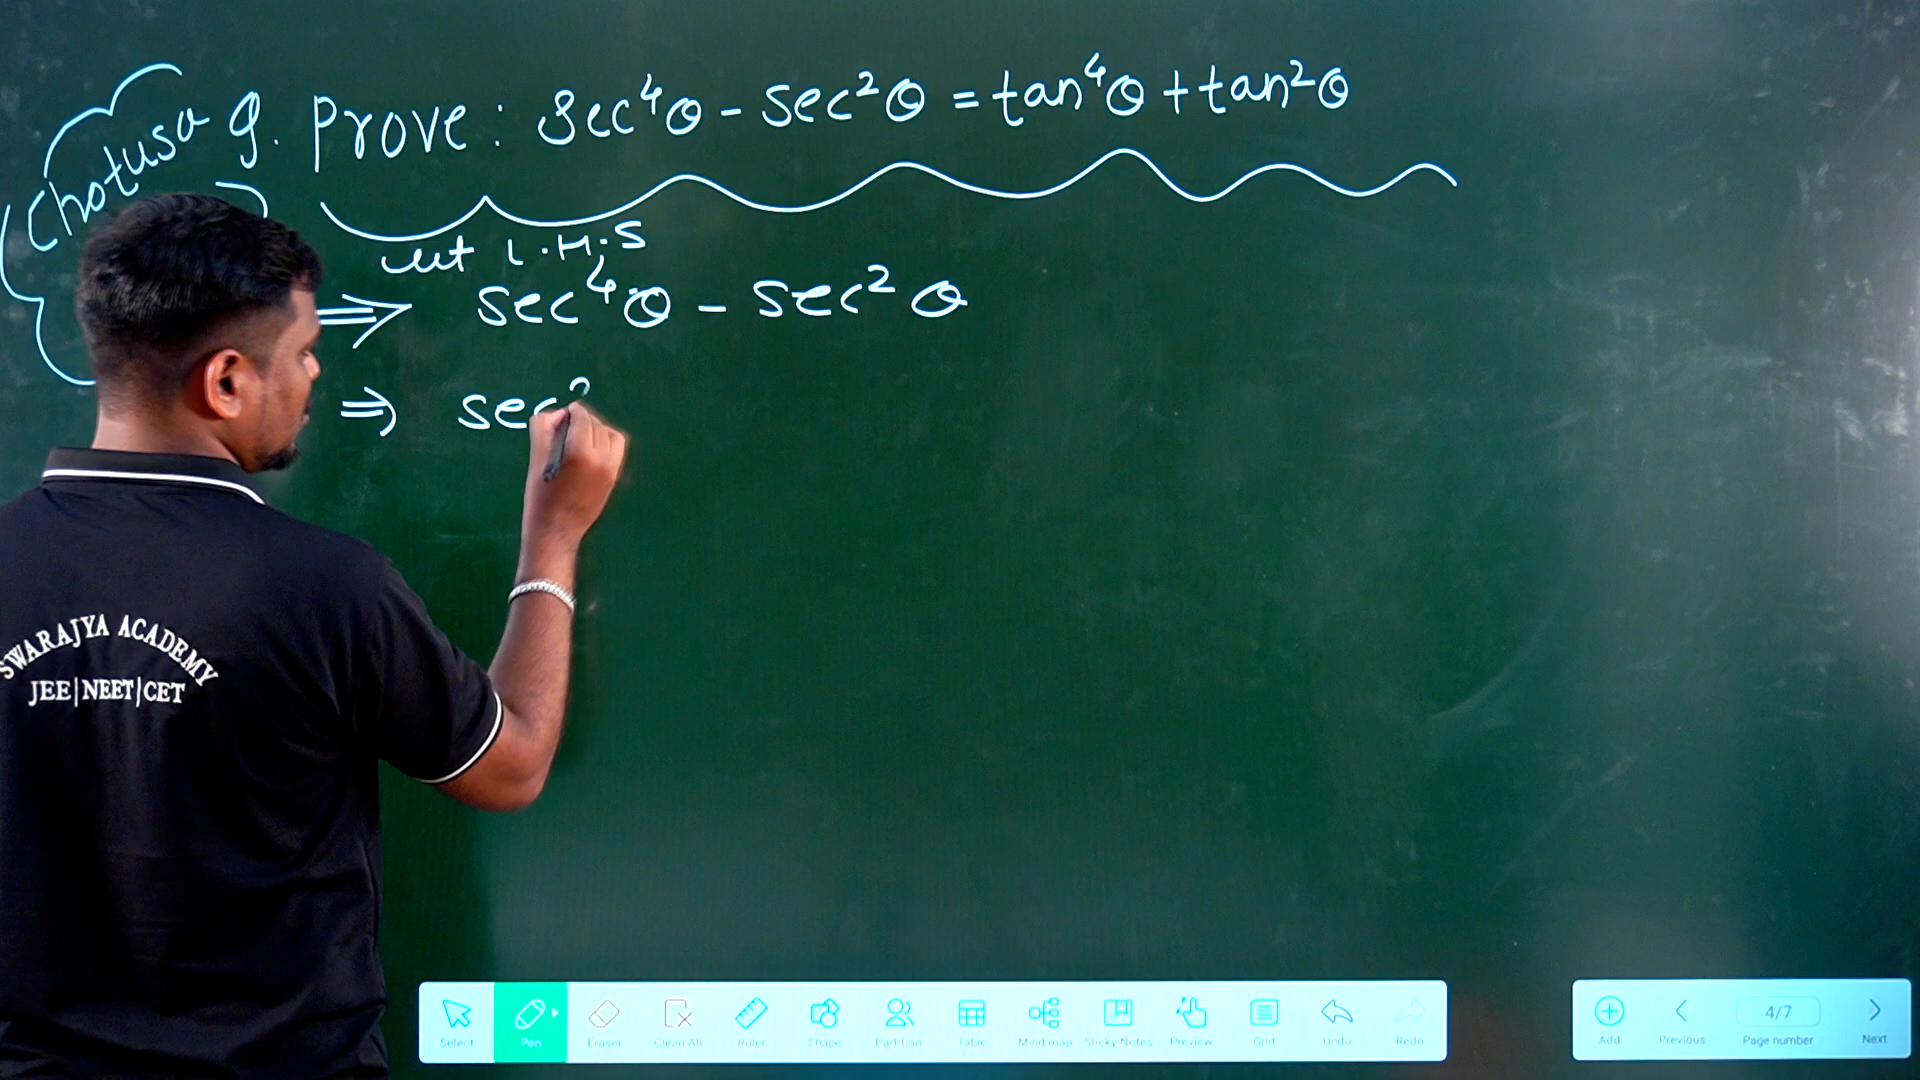 Chotusa g. Prove: sec⁴θ - sec²θ = tan⁴θ + tan²θ
L.H.S
⇒ sec⁴θ - sec²θ
⇒ sec²
SWARAJYA ACADEMY
JEE|NEET|CET
Select Pen Eraser Clean All Ruler Shape Partition Table Mind map Sticky Notes Preview Grid Undo Redo
Add Previous 4/7 Page number Next